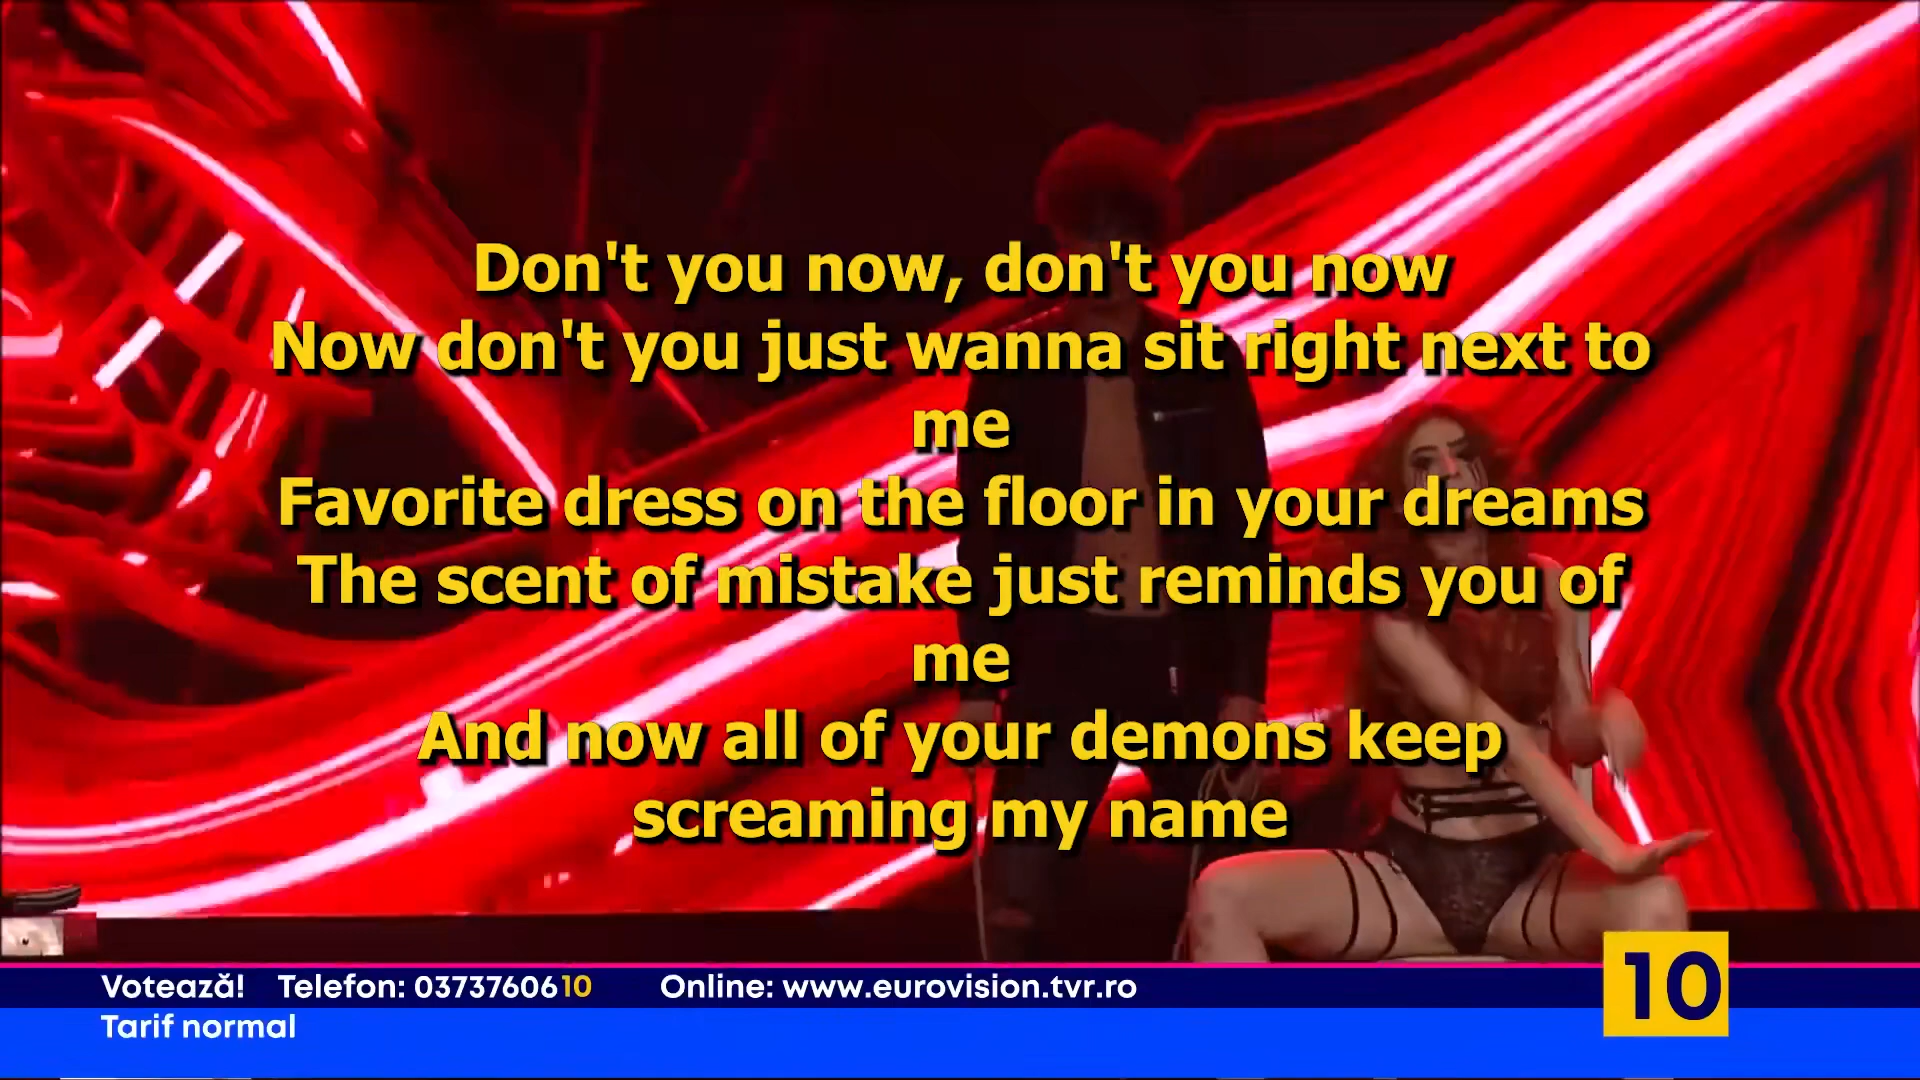 Don't you now, don't you now
Now don't you just wanna sit right next to
me
Favorite dress on the floor in your dreams
The scent of mistake just reminds you of
me
And now all of your demons keep
screaming my name
Votează! Telefon: 0373760610 Online: www.eurovision.tvr.ro
10
Tarif normal